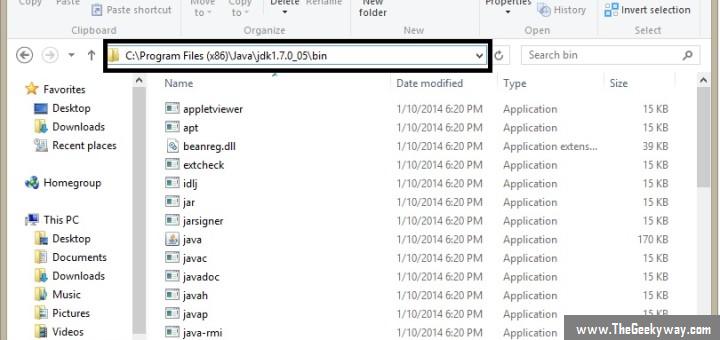 Copy Paste
Paste shortcut
Move to▾
Copy to▾
Delete Rename
New folder
Properties
History
Select none
Invert selection
Clipboard
Organize
New
Open
Select
C:\Program Files (x86)\Java\jdk1.7.0_05\bin
Search bin
Favorites
Desktop
Downloads
Recent places
Homegroup
This PC
Desktop
Documents
Downloads
Music
Pictures
Videos
Name Date modified Type Size
appletviewer 1/10/2014 6:20 PM Application 15 KB
apt 1/10/2014 6:20 PM Application 15 KB
beanreg.dll 1/10/2014 6:20 PM Application extens... 39 KB
extcheck 1/10/2014 6:20 PM Application 15 KB
idlj 1/10/2014 6:20 PM Application 15 KB
jar 1/10/2014 6:20 PM Application 15 KB
jarsigner 1/10/2014 6:20 PM Application 15 KB
java 1/10/2014 6:20 PM Application 170 KB
javac 1/10/2014 6:20 PM Application 15 KB
javadoc 1/10/2014 6:20 PM Application 15 KB
javah 1/10/2014 6:20 PM Application 15 KB
javap 1/10/2014 6:20 PM
java-rmi 1/10/2014 6:20 PM
www.TheGeekyway.com